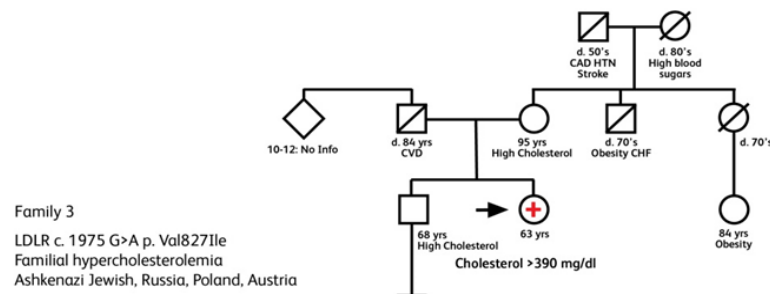 d. 50's
CAD HTN
Stroke
d. 80's
High blood
sugars
10-12: No Info
d. 84 yrs
CVD
95 yrs
High Cholesterol
d. 70's
Obesity CHF
d. 70's
68 yrs
High Cholesterol
63 yrs
84 yrs
Obesity
Cholesterol >390 mg/dl
Family 3
LDLR c. 1975 G>A p. Val827Ile
Familial hypercholesterolemia
Ashkenazi Jewish, Russia, Poland, Austria